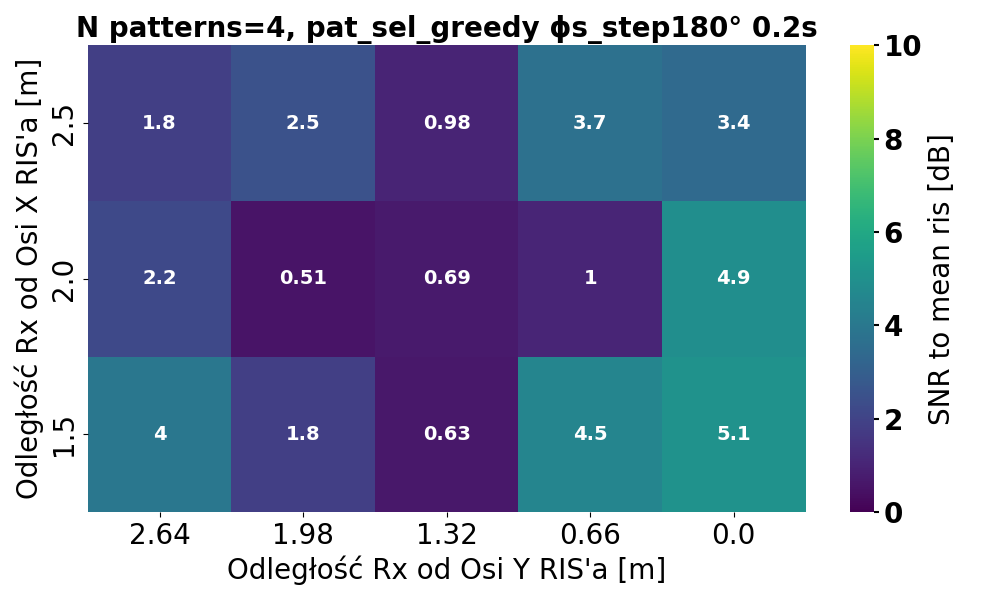 N patterns=4, pat_sel_greedy ϕs_step180° 0.2s
Odległość Rx od Osi X RIS'a [m]
2.5
2.0
1.5
1.8 2.5 0.98 3.7 3.4
2.2 0.51 0.69 1 4.9
4 1.8 0.63 4.5 5.1
2.64 1.98 1.32 0.66 0.0
Odległość Rx od Osi Y RIS'a [m]
10
8
6
4
2
0
SNR to mean ris [dB]